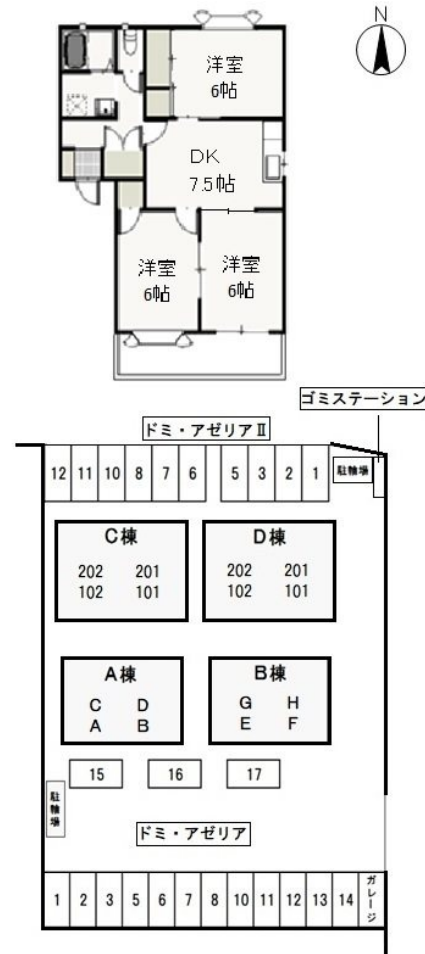 N
洋室
6帖
DK
7.5帖
洋室
6帖
洋室
6帖
ゴミステーション
ドミ・アゼリアⅡ
12 11 10 8 7 6 5 3 2 1 駐輪場
C棟
202 201
102 101
D棟
202 201
102 101
A棟
C D
A B
B棟
G H
E F
15 16 17
駐輪場
ドミ・アゼリア
1 2 3 5 6 7 8 10 11 12 13 14 ガレージ